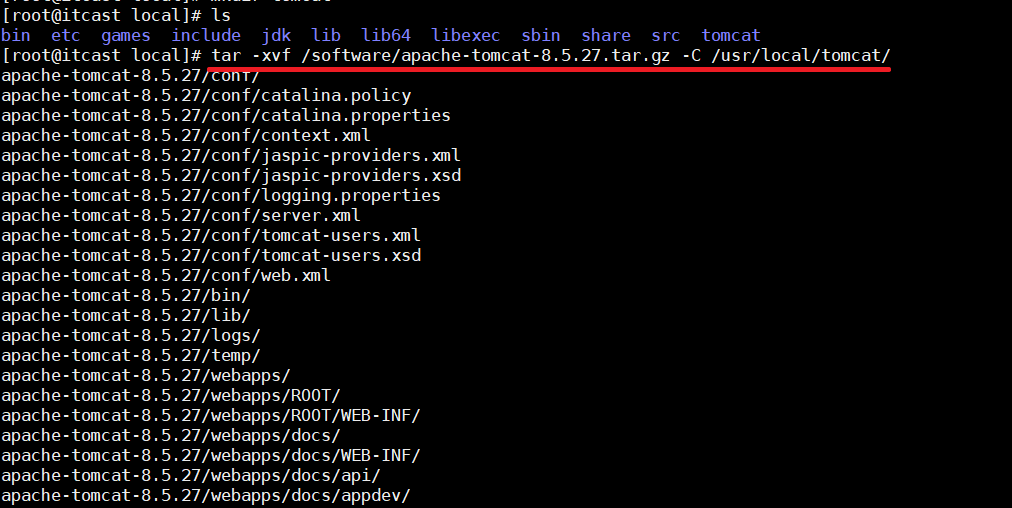 [root@itcast local]# ls
bin etc games include jdk lib lib64 libexec sbin share src tomcat
[root@itcast local]# tar -xvf /software/apache-tomcat-8.5.27.tar.gz -C /usr/local/tomcat/
apache-tomcat-8.5.27/conf/
apache-tomcat-8.5.27/conf/catalina.policy
apache-tomcat-8.5.27/conf/catalina.properties
apache-tomcat-8.5.27/conf/context.xml
apache-tomcat-8.5.27/conf/jaspic-providers.xml
apache-tomcat-8.5.27/conf/jaspic-providers.xsd
apache-tomcat-8.5.27/conf/logging.properties
apache-tomcat-8.5.27/conf/server.xml
apache-tomcat-8.5.27/conf/tomcat-users.xml
apache-tomcat-8.5.27/conf/tomcat-users.xsd
apache-tomcat-8.5.27/conf/web.xml
apache-tomcat-8.5.27/bin/
apache-tomcat-8.5.27/lib/
apache-tomcat-8.5.27/logs/
apache-tomcat-8.5.27/temp/
apache-tomcat-8.5.27/webapps/
apache-tomcat-8.5.27/webapps/ROOT/
apache-tomcat-8.5.27/webapps/ROOT/WEB-INF/
apache-tomcat-8.5.27/webapps/docs/
apache-tomcat-8.5.27/webapps/docs/WEB-INF/
apache-tomcat-8.5.27/webapps/docs/api/
apache-tomcat-8.5.27/webapps/docs/appdev/